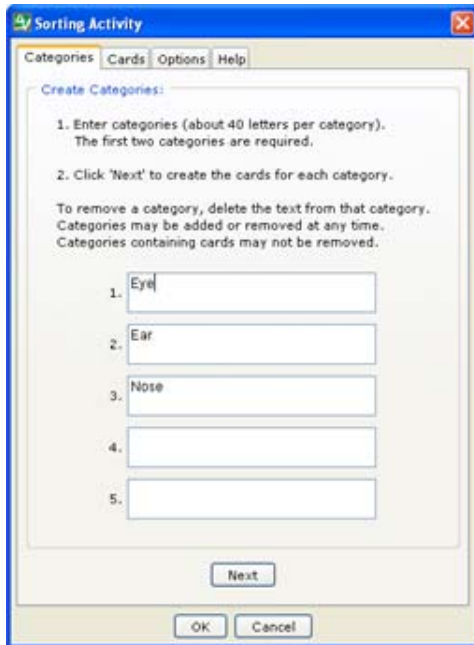 Sorting Activity
Categories Cards Options Help
Create Categories:
1. Enter categories (about 40 letters per category).
The first two categories are required.
2. Click 'Next' to create the cards for each category.
To remove a category, delete the text from that category.
Categories may be added or removed at any time.
Categories containing cards may not be removed.
1. Eye
2. Ear
3. Nose
4.
5.
Next
OK Cancel